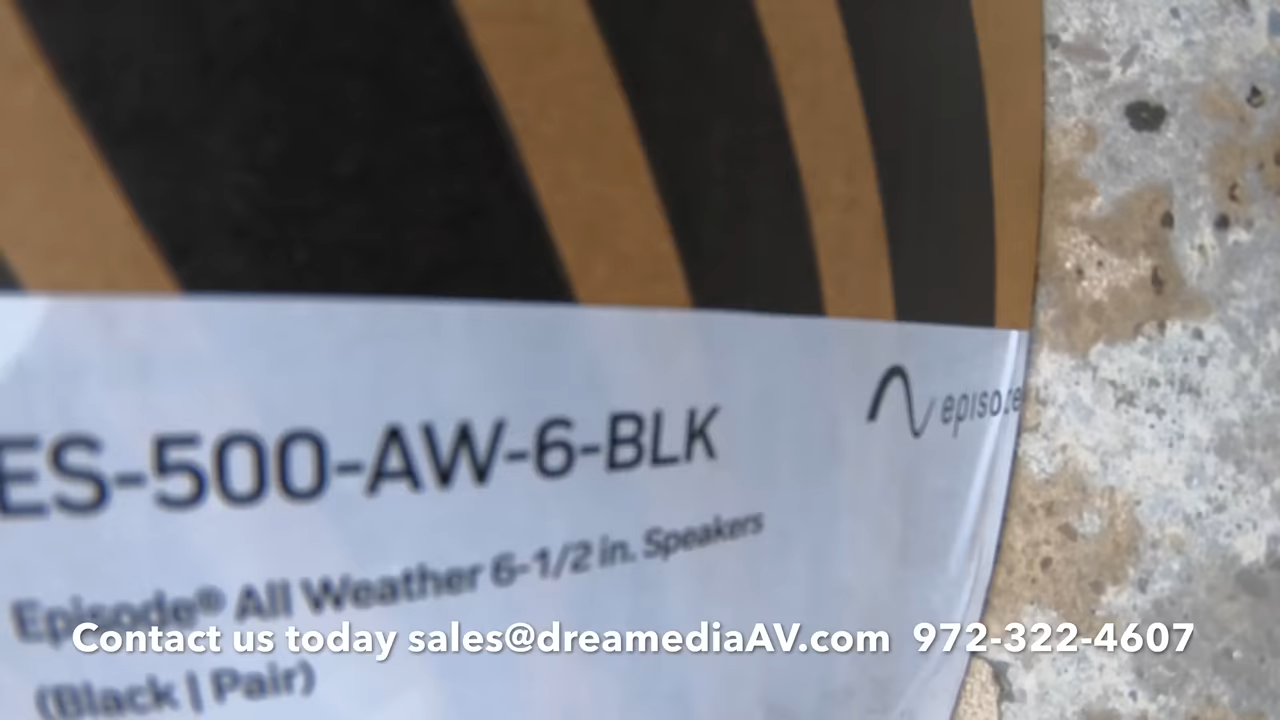 episode
ES-500-AW-6-BLK
Episode® All Weather 6-1/2 in. Speakers
(Black | Pair)
Contact us today sales@dreamediaAV.com 972-322-4607